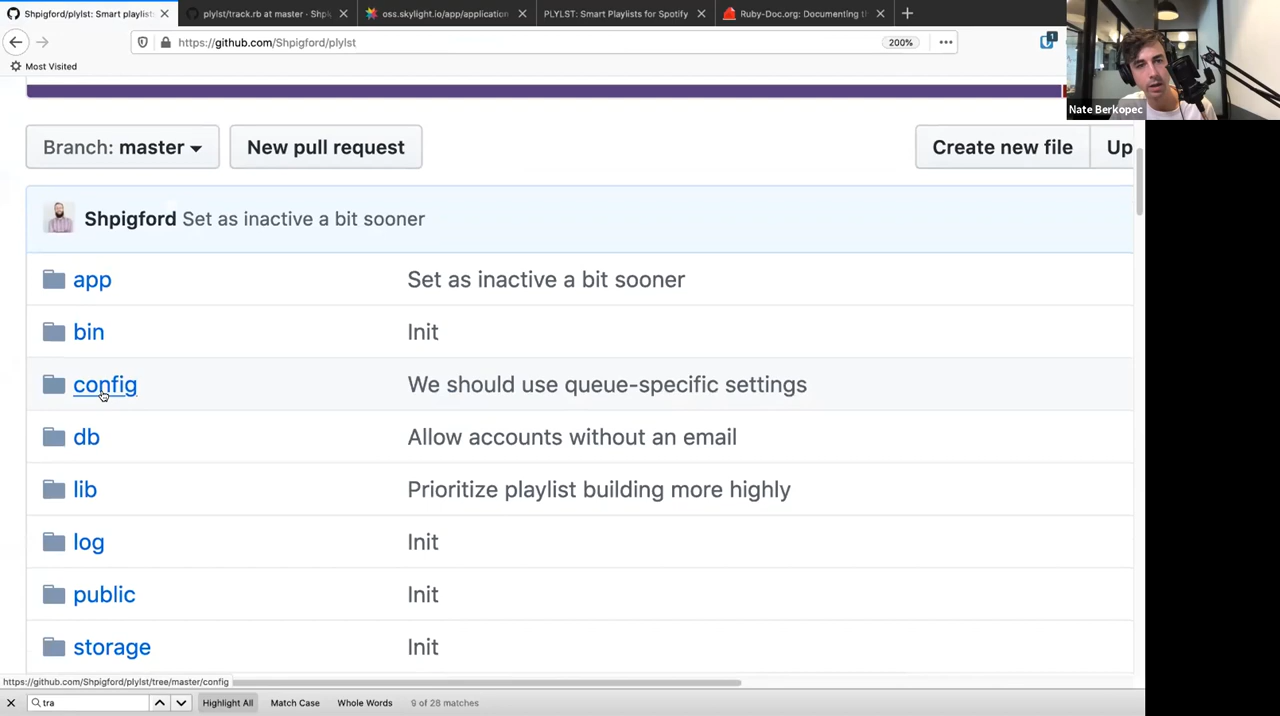 Shpigford/plylst: Smart playlists
plylst/track.rb at master · Shpig
oss.skylight.io/app/application
PLYLST: Smart Playlists for Spotify
Ruby-Doc.org: Documenting t
https://github.com/Shpigford/plylst
200%
1
Most Visited
Nate Berkopec
Branch: master
New pull request
Create new file
Up
Shpigford Set as inactive a bit sooner
app Set as inactive a bit sooner
bin Init
config We should use queue-specific settings
db Allow accounts without an email
lib Prioritize playlist building more highly
log Init
public Init
storage Init
https://github.com/Shpigford/plylst/tree/master/config
tra
Highlight All
Match Case
Whole Words
9 of 28 matches